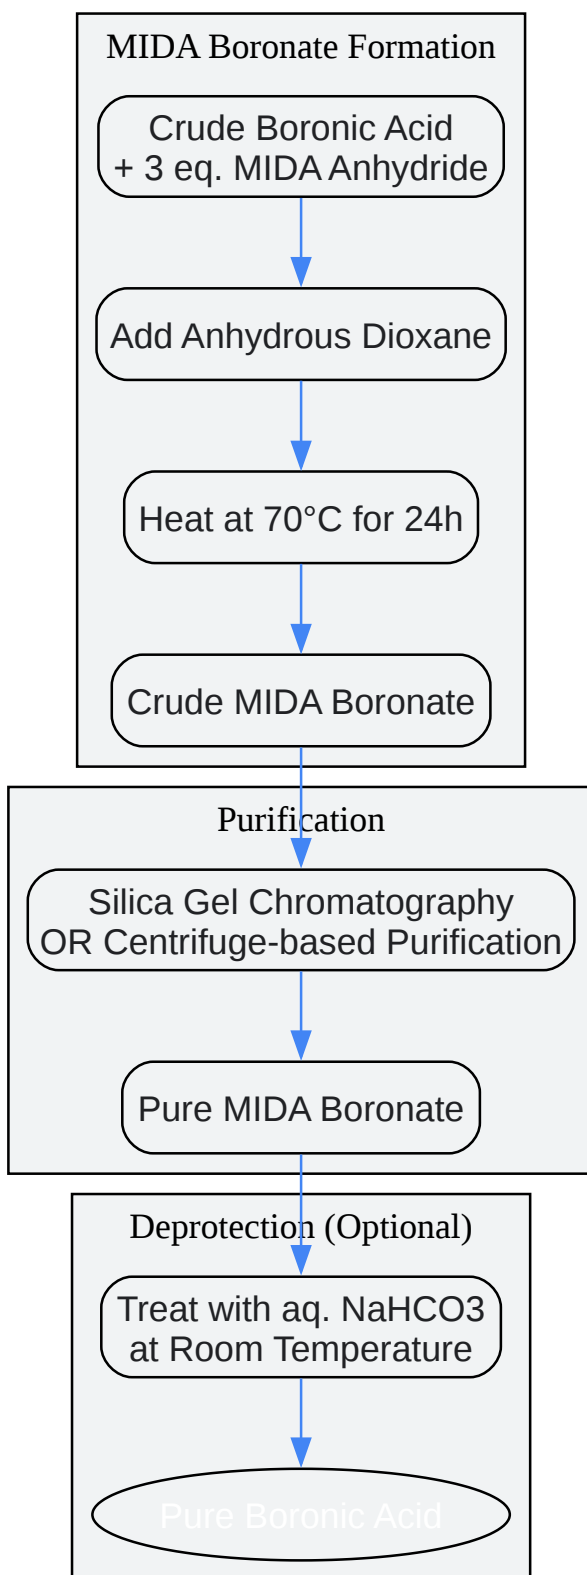 MIDA Boronate Formation
Crude Boronic Acid
+ 3 eq. MIDA Anhydride
Add Anhydrous Dioxane
Heat at 70°C for 24h
Crude MIDA Boronate
Purification
Silica Gel Chromatography
OR Centrifuge-based Purification
Pure MIDA Boronate
Deprotection (Optional)
Treat with aq. NaHCO3
at Room Temperature
Pure Boronic Acid